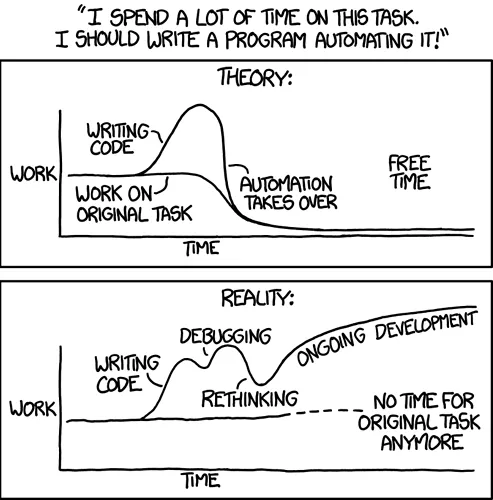 "I SPEND A LOT OF TIME ON THIS TASK.
I SHOULD WRITE A PROGRAM AUTOMATING IT!"
THEORY:
WRITING
CODE
WORK
WORK ON
ORIGINAL TASK
AUTOMATION
TAKES OVER
FREE
TIME
TIME
REALITY:
DEBUGGING
WRITING
CODE
RETHINKING
ONGOING DEVELOPMENT
WORK
NO TIME FOR
ORIGINAL TASK
ANYMORE
TIME